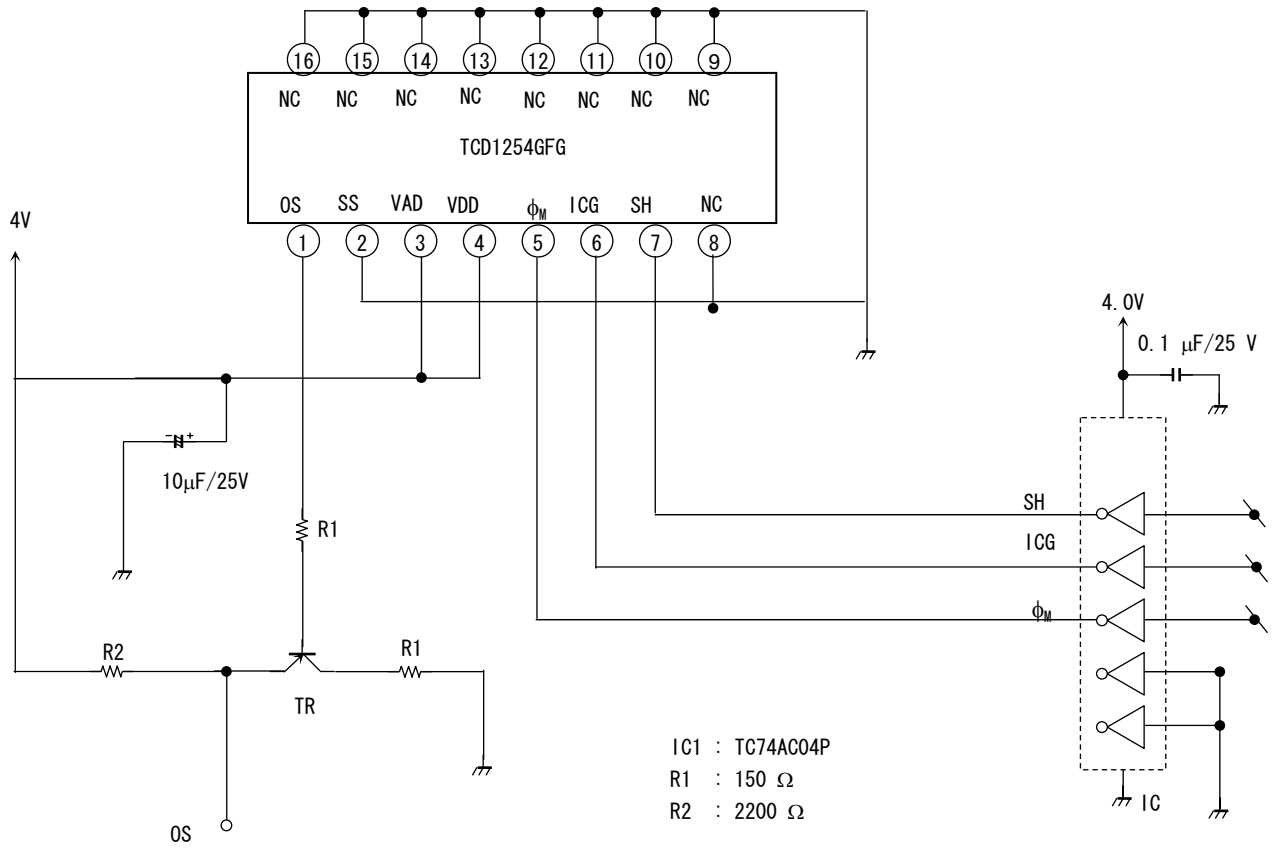 16 15 14 13 12 11 10 9
NC NC NC NC NC NC NC NC
TCD1254GFG
OS SS VAD VDD ϕM ICG SH NC
1 2 3 4 5 6 7 8
4V
4.0V
0.1 μF/25 V
- +
10μF/25V
SH
R1
ICG
ϕM
R2
R1
TR
IC1 : TC74AC04P
R1 : 150 Ω
R2 : 2200 Ω
IC
OS